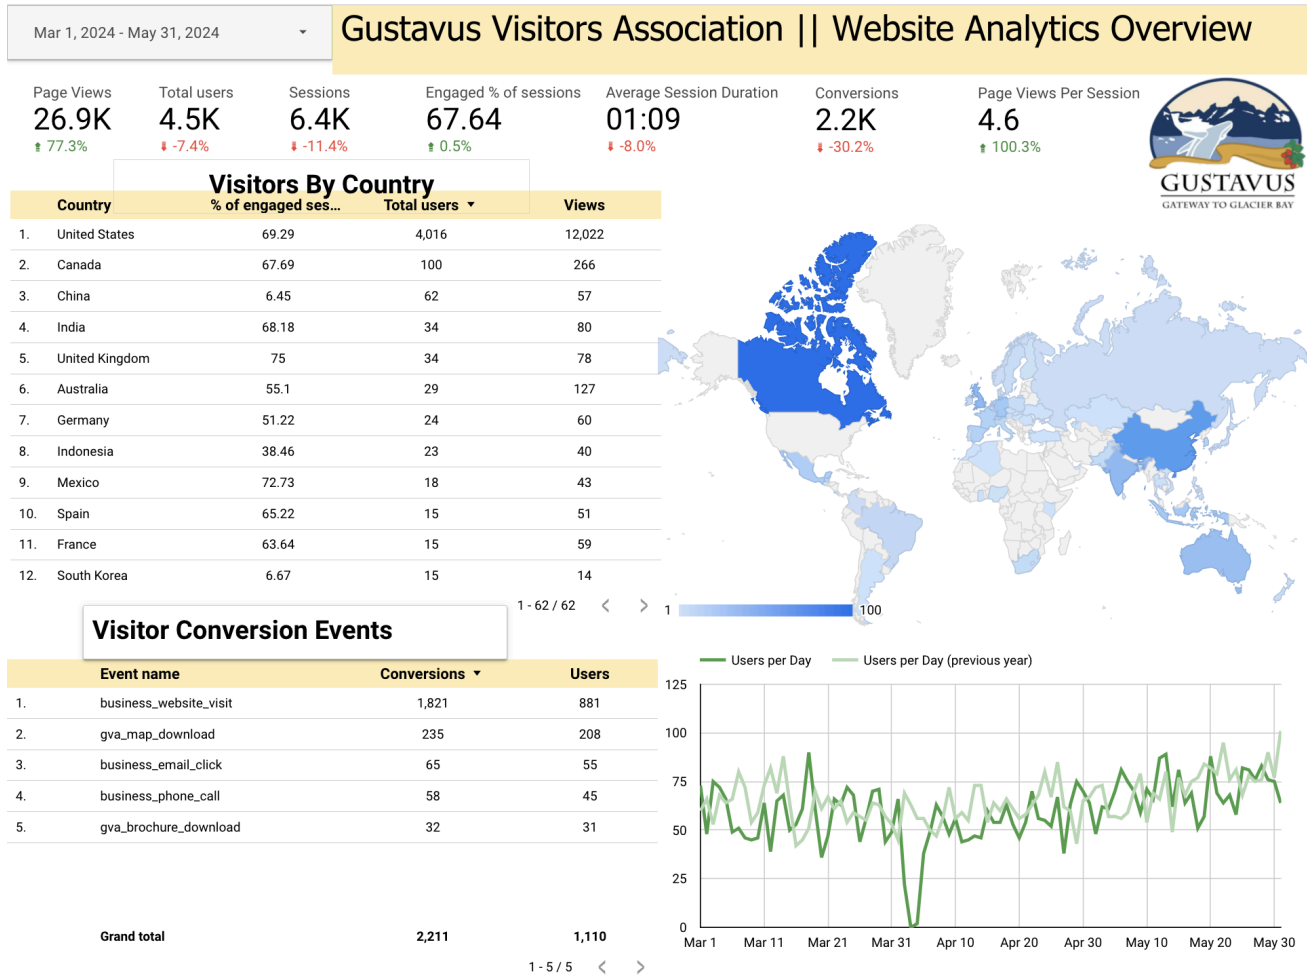 Mar 1, 2024 - May 31, 2024
Gustavus Visitors Association || Website Analytics Overview
Page Views Total users Sessions Engaged % of sessions Average Session Duration Conversions Page Views Per Session
26.9K 4.5K 6.4K 67.64 01:09 2.2K 4.6
77.3% -7.4% -11.4% 0.5% -8.0% -30.2% 100.3%
GUSTAVUS
GATEWAY TO GLACIER BAY
Visitors By Country
Country % of engaged ses... Total users Views
1. United States 69.29 4,016 12,022
2. Canada 67.69 100 266
3. China 6.45 62 57
4. India 68.18 34 80
5. United Kingdom 75 34 78
6. Australia 55.1 29 127
7. Germany 51.22 24 60
8. Indonesia 38.46 23 40
9. Mexico 72.73 18 43
10. Spain 65.22 15 51
11. France 63.64 15 59
12. South Korea 6.67 15 14
1 - 62 / 62
1 100
Visitor Conversion Events
Event name Conversions Users
1. business_website_visit 1,821 881
2. gva_map_download 235 208
3. business_email_click 65 55
4. business_phone_call 58 45
5. gva_brochure_download 32 31
Grand total 2,211 1,110
1 - 5 / 5
Users per Day Users per Day (previous year)
125
100
75
50
25
0
Mar 1 Mar 11 Mar 21 Mar 31 Apr 10 Apr 20 Apr 30 May 10 May 20 May 30